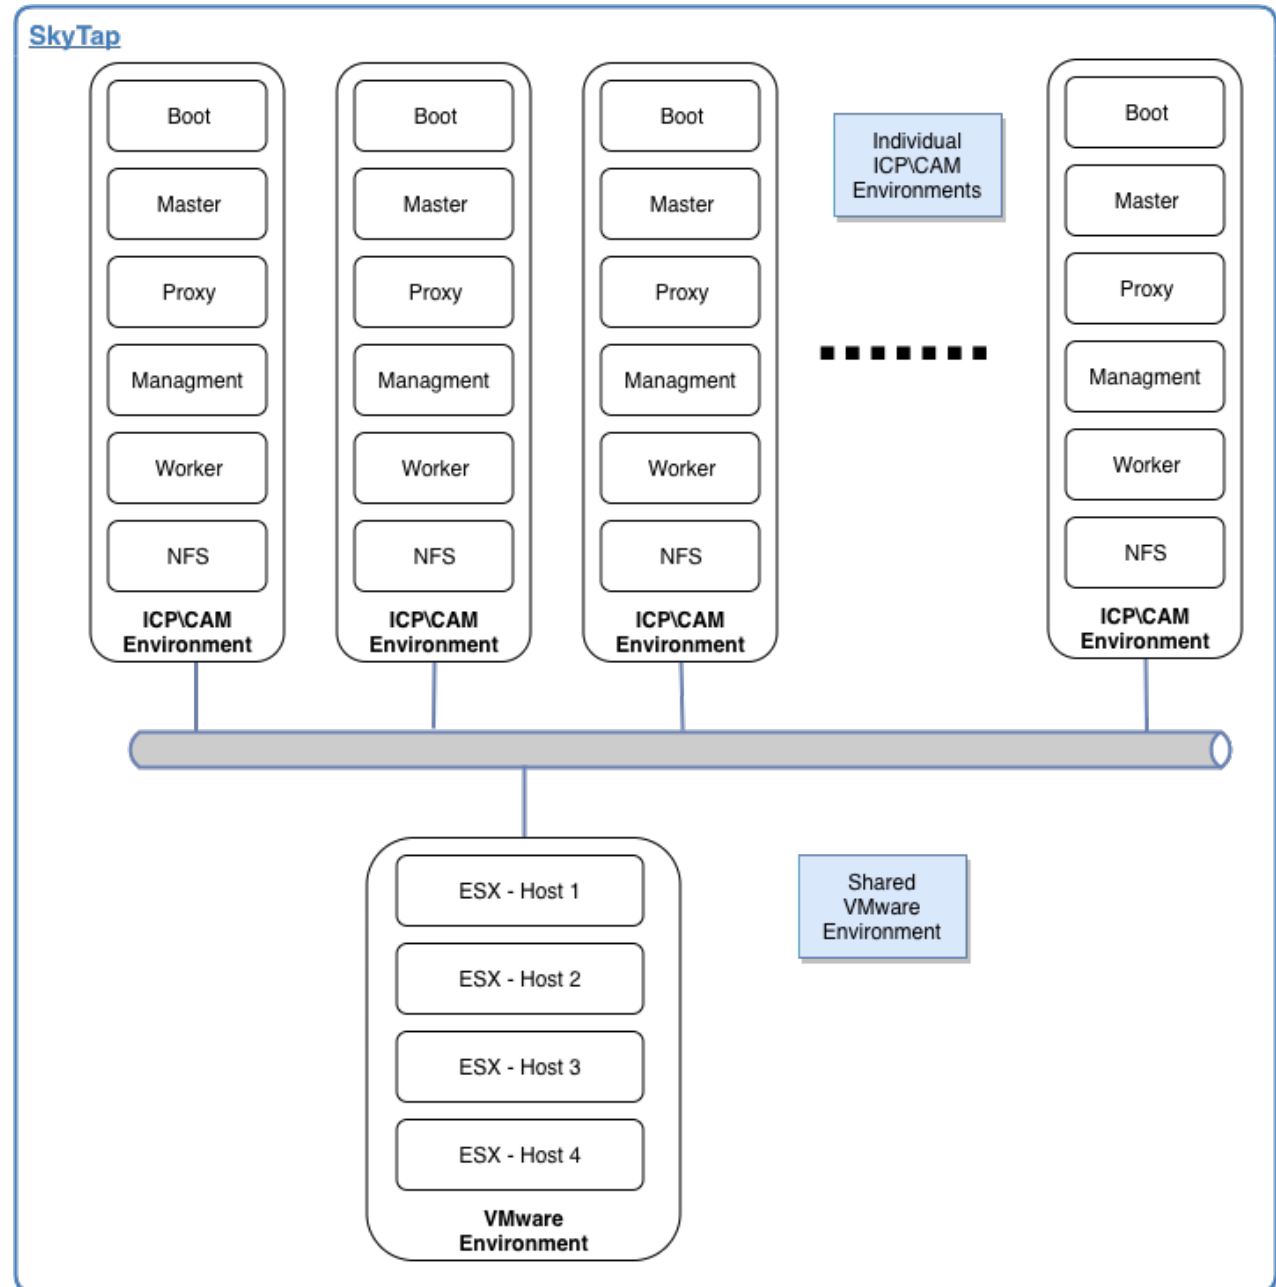 SkyTap
Boot
Master
Proxy
Managment
Worker
NFS
ICP\CAM
Environment
Boot
Master
Proxy
Managment
Worker
NFS
ICP\CAM
Environment
Boot
Master
Proxy
Managment
Worker
NFS
ICP\CAM
Environment
Individual
ICP\CAM
Environments
Boot
Master
Proxy
Managment
Worker
NFS
ICP\CAM
Environment
ESX - Host 1
ESX - Host 2
ESX - Host 3
ESX - Host 4
VMware
Environment
Shared
VMware
Environment